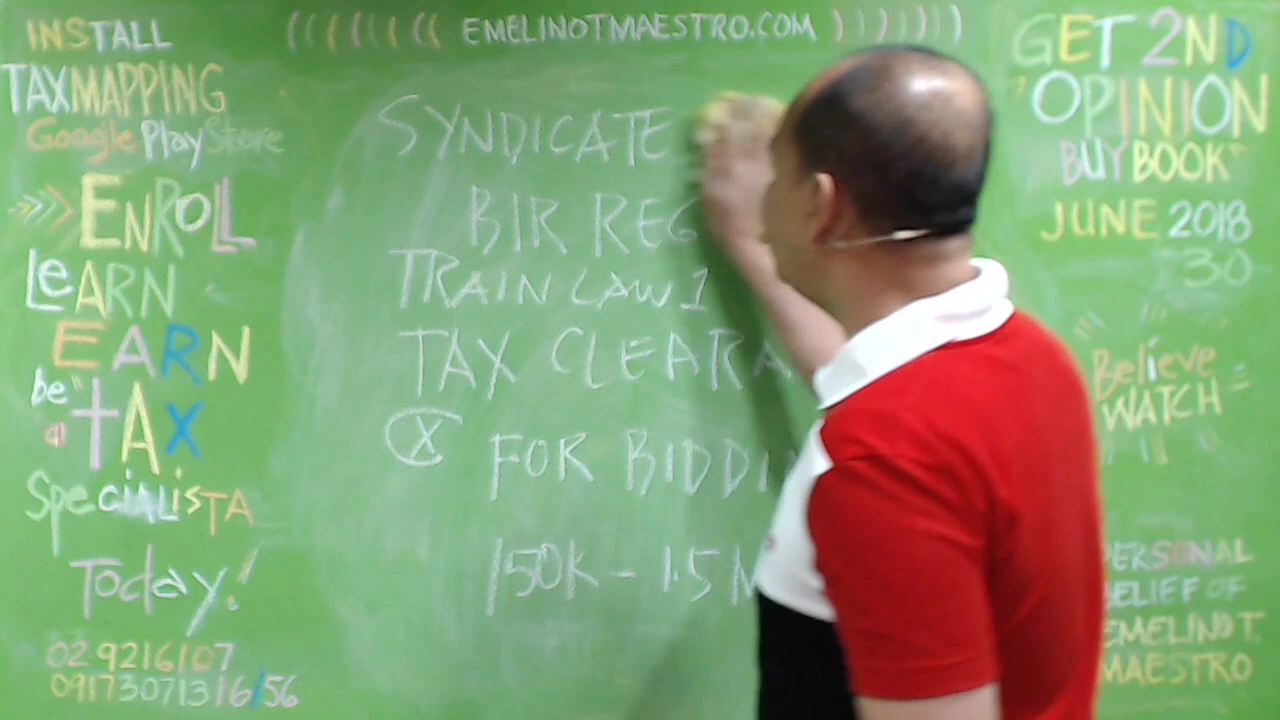 INSTALL
TAXMAPPING
Google Play Store
>>> ENROLL
LeARN
EARN
be "tAX
a
SpeciALisTA
Today!
02 9216107
09173071316/56
(((((((( EMELINOTMAESTRO.COM ))))))))
SYNDICATE
BIR REG
TRAIN LAW 1
TAX CLEARA
X FOR BIDDI
150K - 1.5 M
GET 2ND
"OPINION
BUY BOOK"
JUNE 2018
30
Believe
WATCH
PERSONAL
BELIEF OF
EMELINO T.
MAESTRO